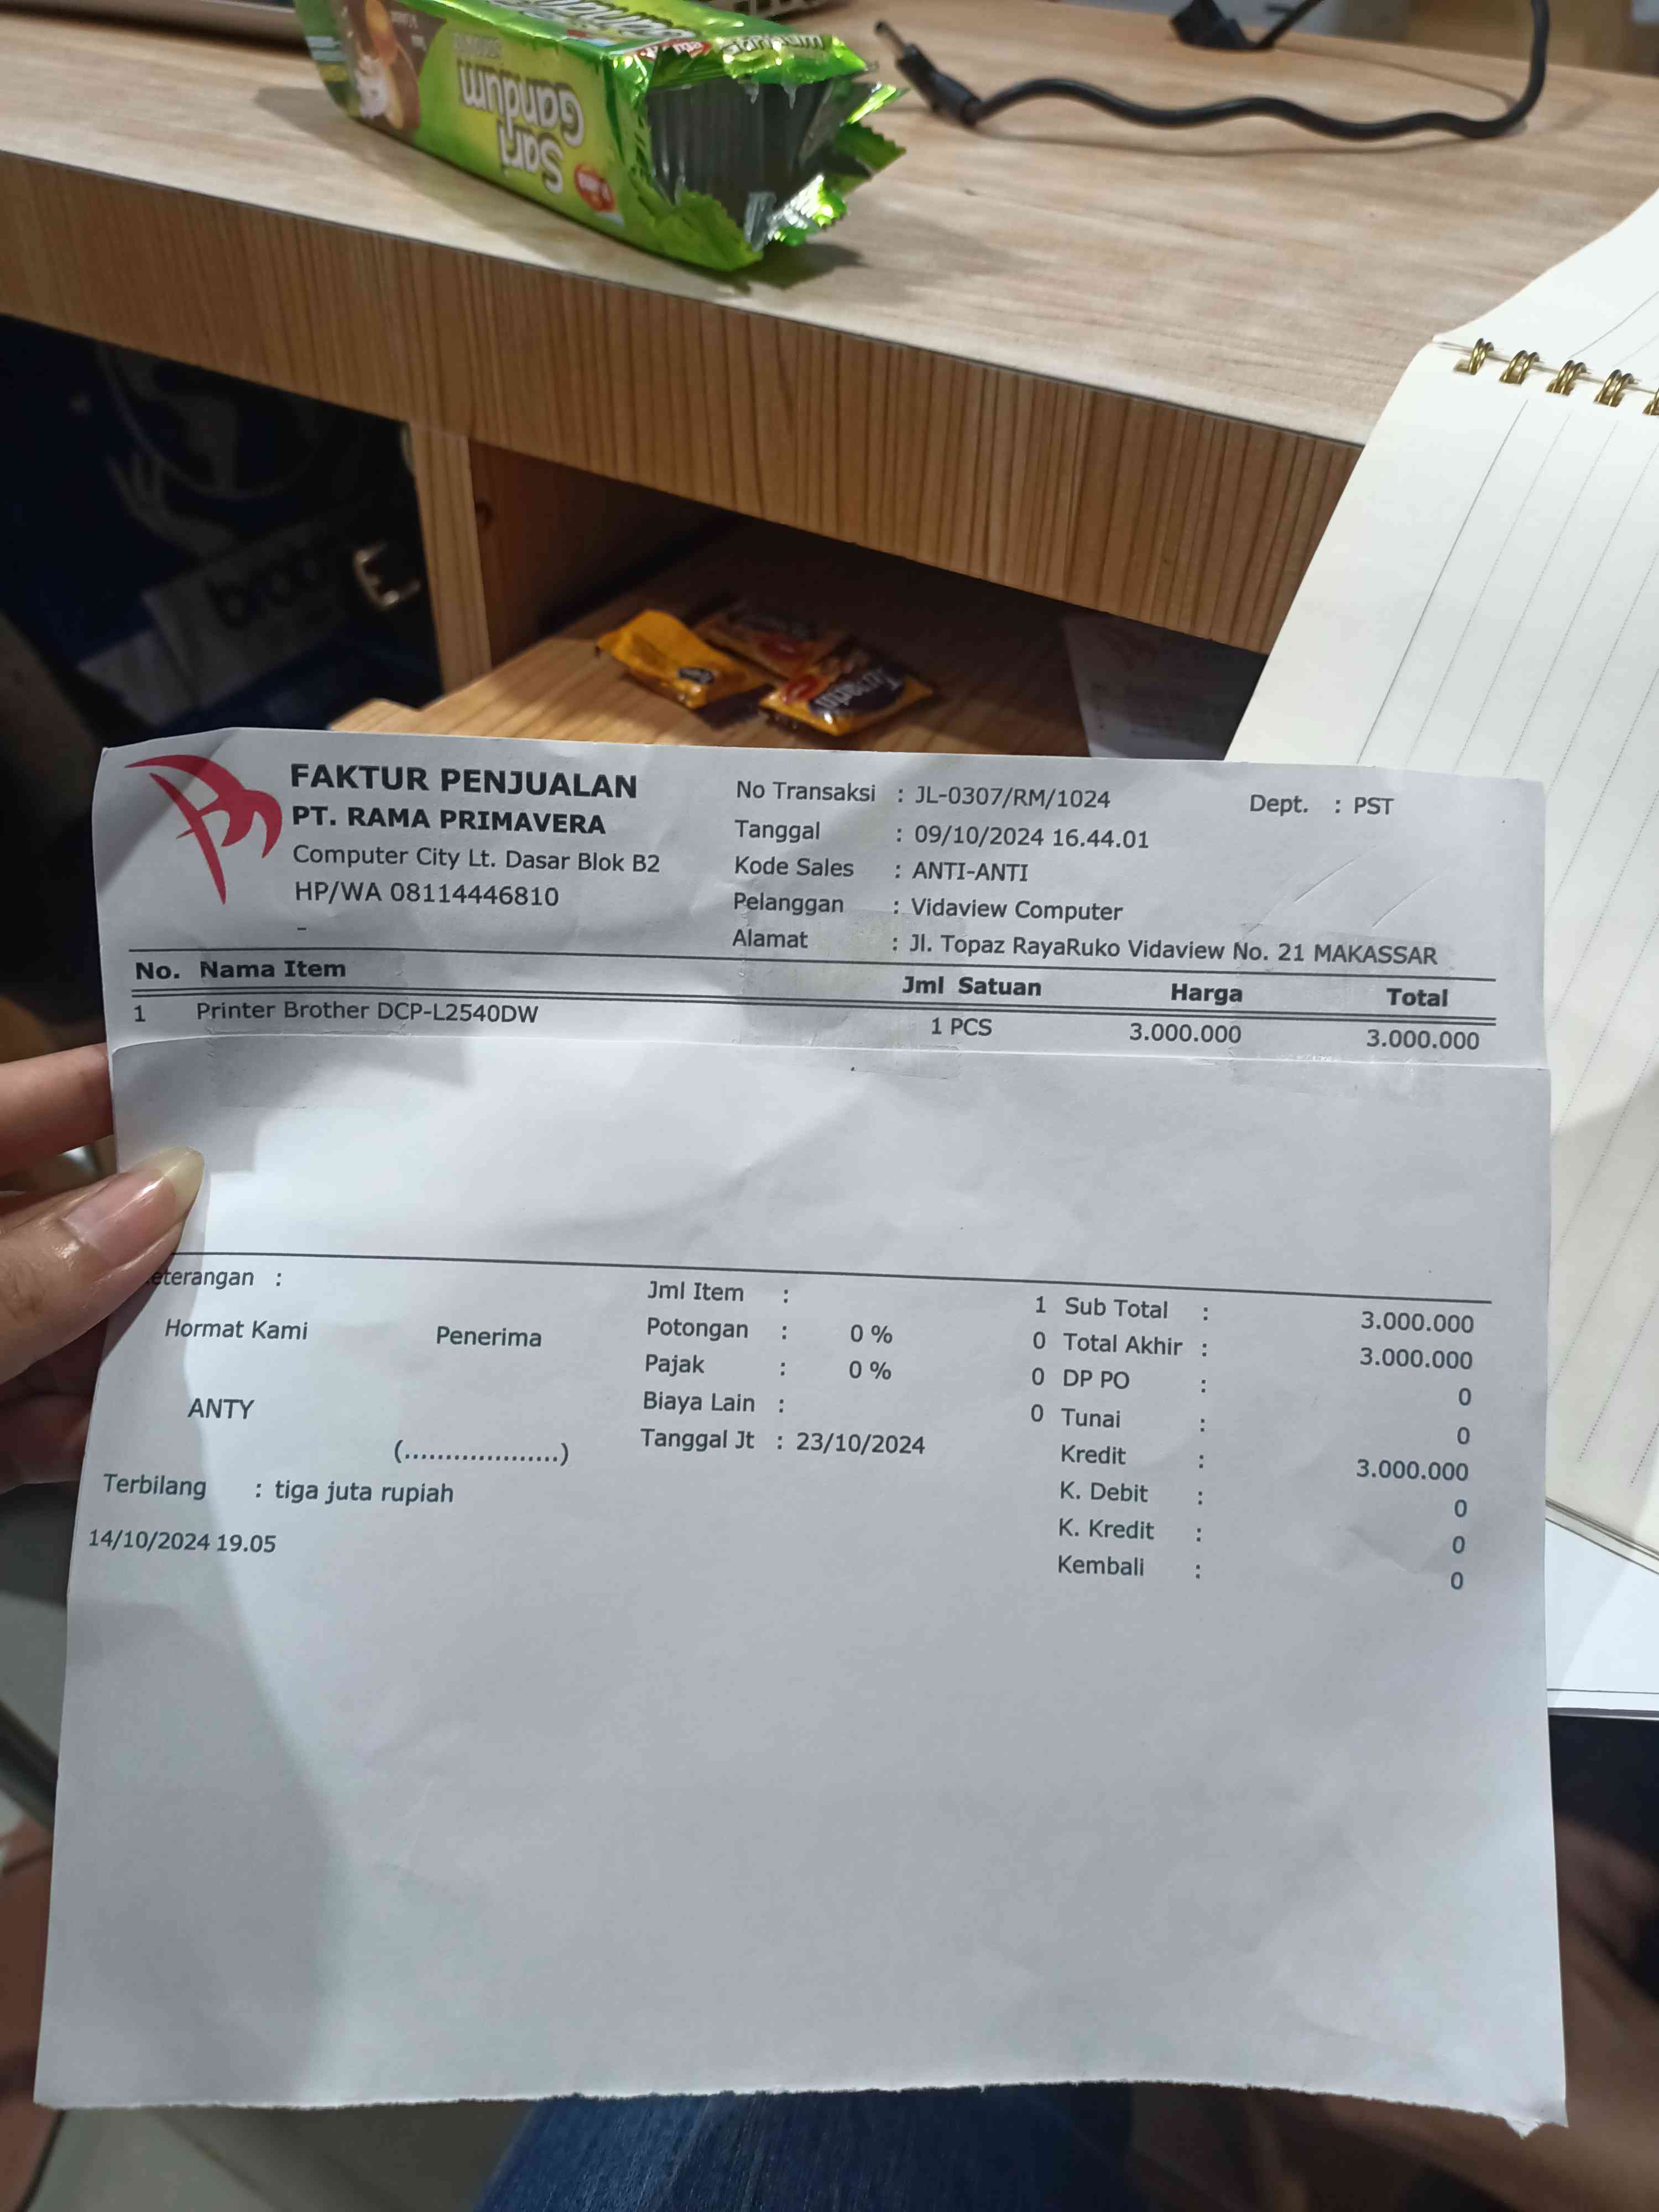 Sari
Gandum
FAKTUR PENJUALAN
PT. RAMA PRIMAVERA
Computer City Lt. Dasar Blok B2
HP/WA 08114446810
-
No Transaksi : JL-0307/RM/1024
Dept. : PST
Tanggal : 09/10/2024 16.44.01
Kode Sales : ANTI-ANTI
Pelanggan : Vidaview Computer
Alamat : Jl. Topaz RayaRuko Vidaview No. 21 MAKASSAR
No. Nama Item Jml Satuan Harga Total
1 Printer Brother DCP-L2540DW 1 PCS 3.000.000 3.000.000
eterangan :
Hormat Kami
Penerima
ANTY
(...................)
Jml Item : 1
Potongan : 0 % 0
Pajak : 0 % 0
Biaya Lain : 0
Tanggal Jt : 23/10/2024
Sub Total : 3.000.000
Total Akhir : 3.000.000
DP PO : 0
Tunai : 0
Kredit : 3.000.000
K. Debit : 0
K. Kredit : 0
Kembali : 0
Terbilang : tiga juta rupiah
14/10/2024 19.05